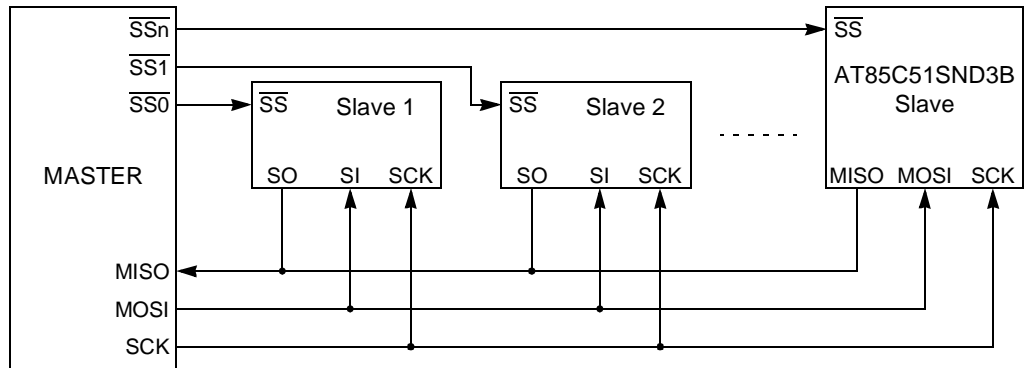 SSn
SS
SS1
AT85C51SND3B
Slave
SS0
SS
Slave 1
SS
Slave 2
MASTER
SO
SI
SCK
SO
SI
SCK
MISO
MOSI
SCK
MISO
MOSI
SCK